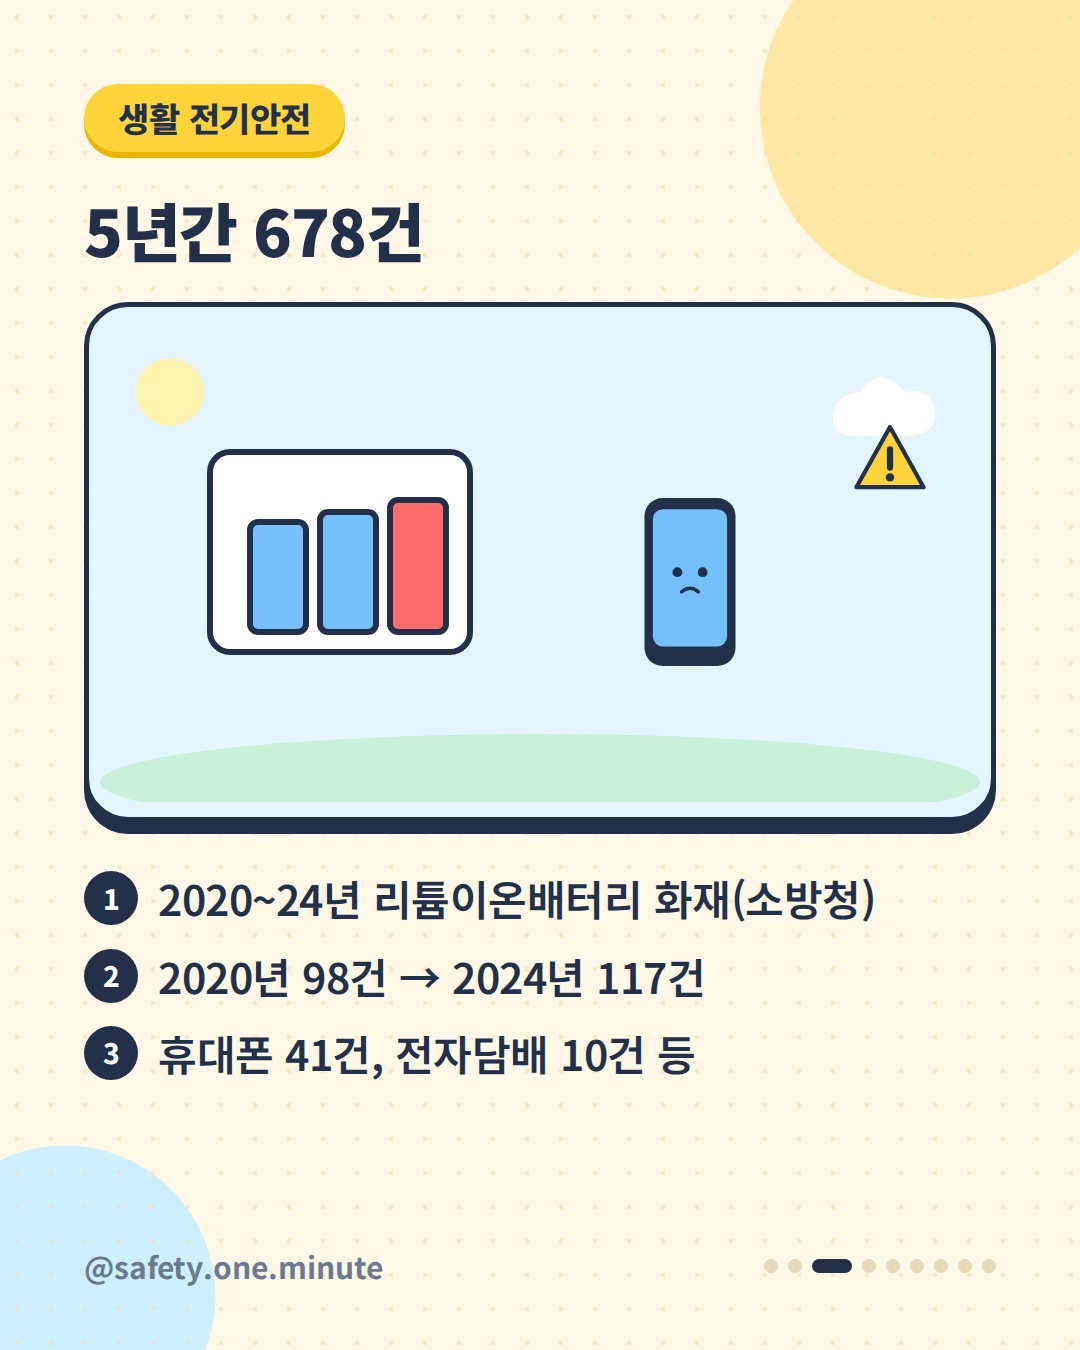 생활 전기안전
5년간 678건
1 2020~24년 리튬이온배터리 화재(소방청)
2 2020년 98건 → 2024년 117건
3 휴대폰 41건, 전자담배 10건 등
@safety.one.minute